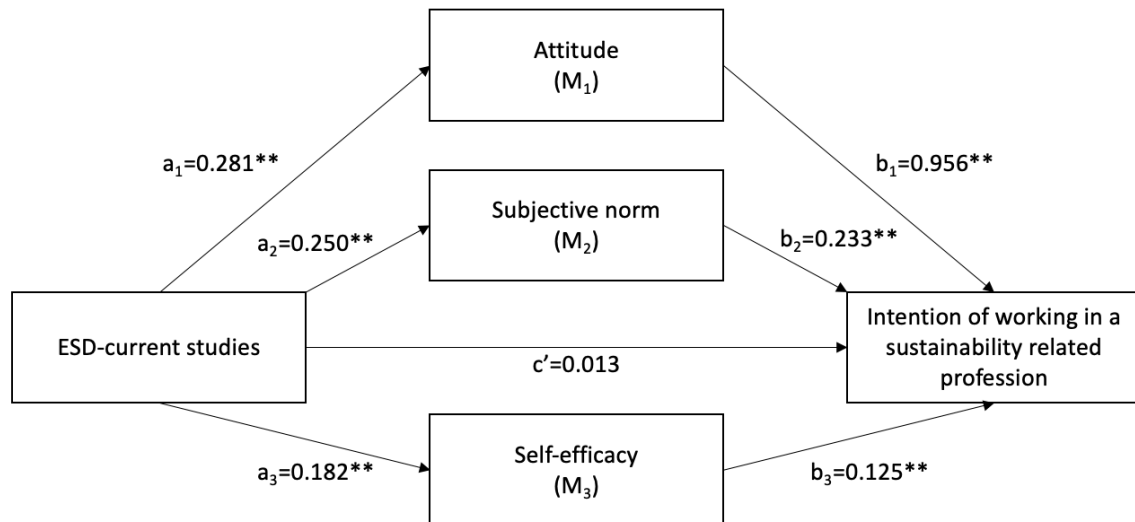 Attitude
(M₁)
a₁=0.281**
b₁=0.956**
Subjective norm
(M₂)
a₂=0.250**
b₂=0.233**
ESD-current studies
Intention of working in a
sustainability related
profession
c’=0.013
Self-efficacy
(M₃)
a₃=0.182**
b₃=0.125**